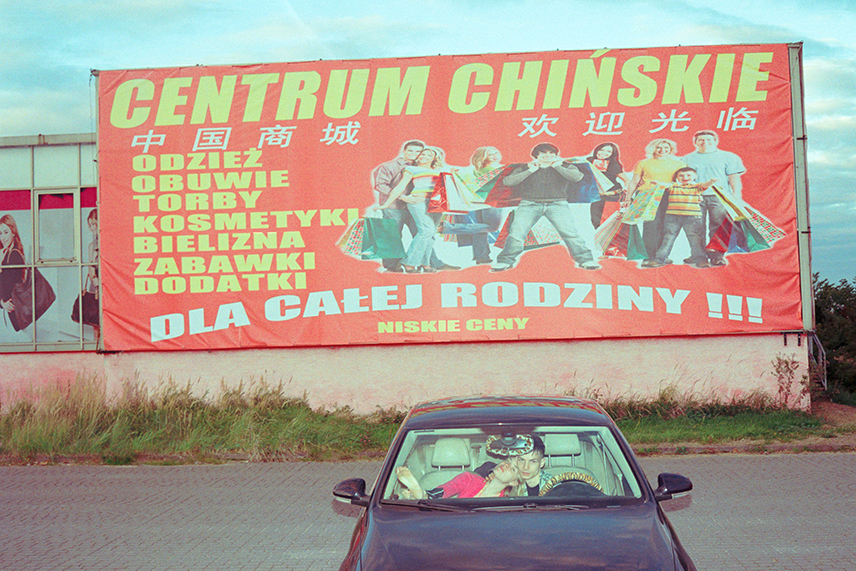 CENTRUM CHIŃSKIE
中国商城 欢迎光临
ODZIEŻ
OBUWIE
TORBY
KOSMETYKI
BIELIZNA
ZABAWKI
DODATKI
DLA CAŁEJ RODZINY !!!
NISKIE CENY